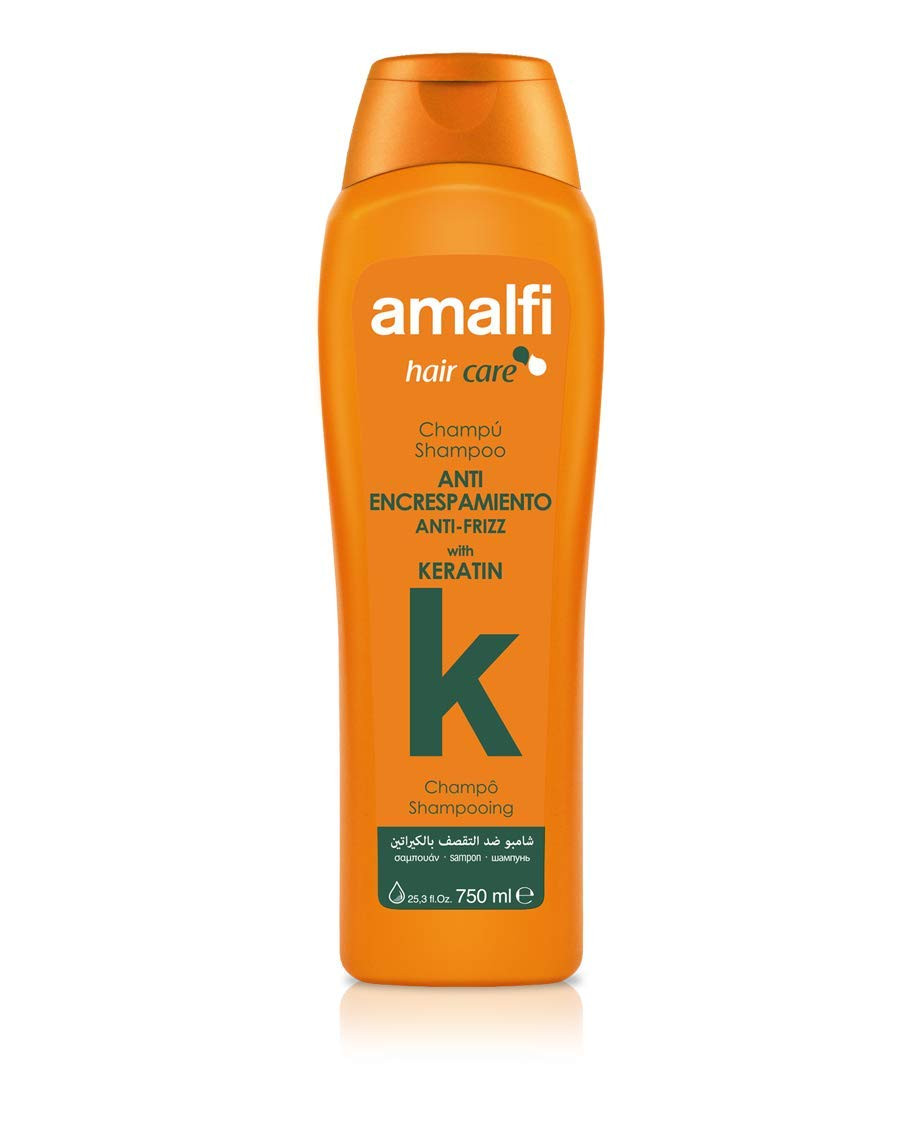 amalfi
hair care
Champú
Shampoo
ANTI
ENCRESPAMIENTO
ANTI-FRIZZ
with
KERATIN
k
Champô
Shampooing
شامبو ضد التقصف بالكيراتين
σαμπουάν · sampon · шампунь
25,3 fl.Oz. 750 ml ℮